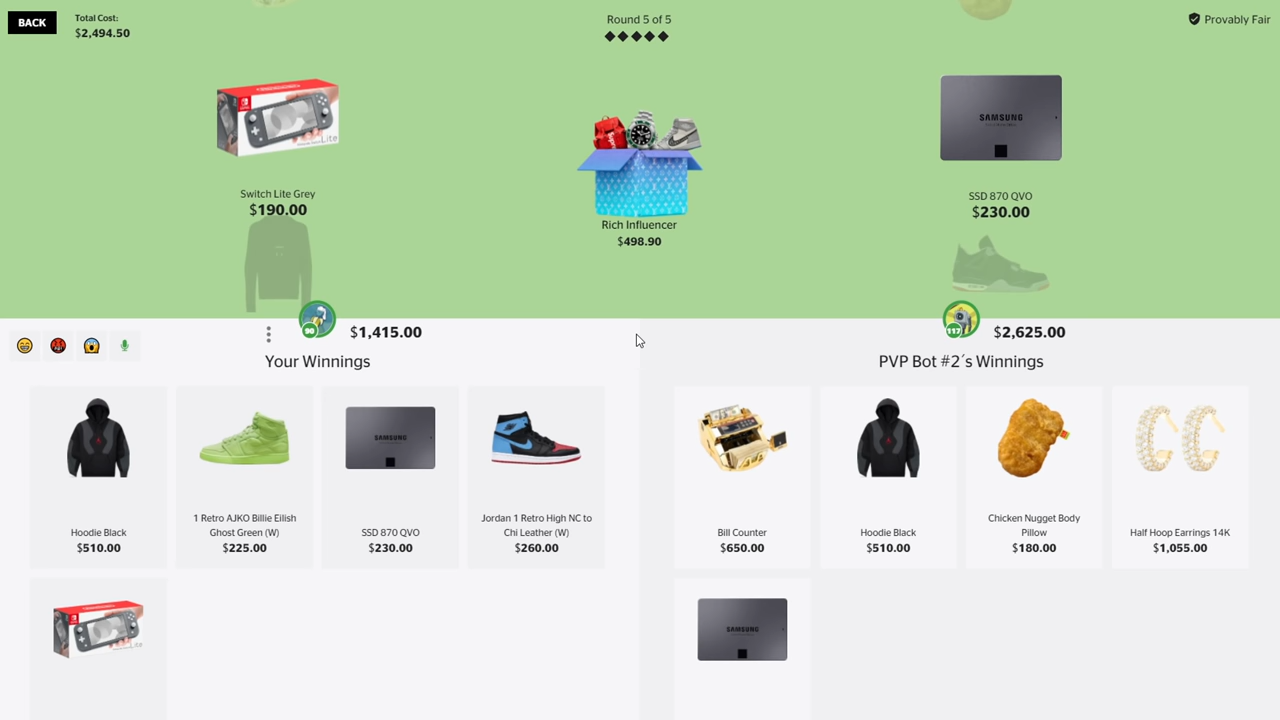 BACK
Total Cost:
$2,494.50
Round 5 of 5
Provably Fair
Switch Lite Grey
$190.00
Rich Influencer
$498.90
SAMSUNG
SSD 870 QVO
$230.00
98
$1,415.00
117
$2,625.00
Your Winnings
PVP Bot #2´s Winnings
Hoodie Black
$510.00
1 Retro AJKO Billie Eilish
Ghost Green (W)
$225.00
SAMSUNG
SSD 870 QVO
$230.00
Jordan 1 Retro High NC to
Chi Leather (W)
$260.00
Bill Counter
$650.00
Hoodie Black
$510.00
Chicken Nugget Body
Pillow
$180.00
Half Hoop Earrings 14K
$1,055.00
SAMSUNG